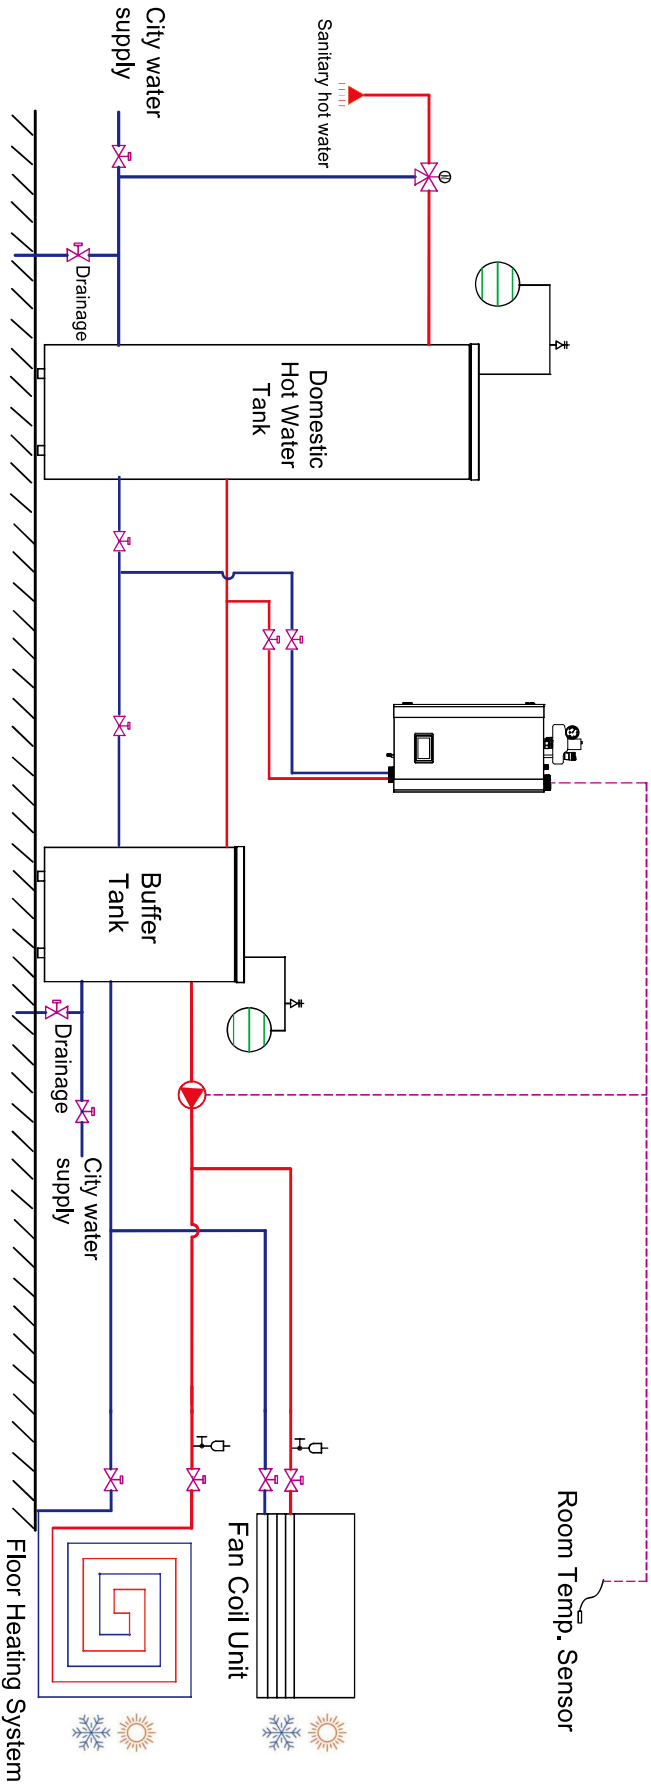 City water
supply
Sanitary hot water
Drainage
Domestic
Hot Water
Tank
Buffer
Tank
Drainage
City water
supply
Fan Coil Unit
Floor Heating System
Room Temp. Sensor